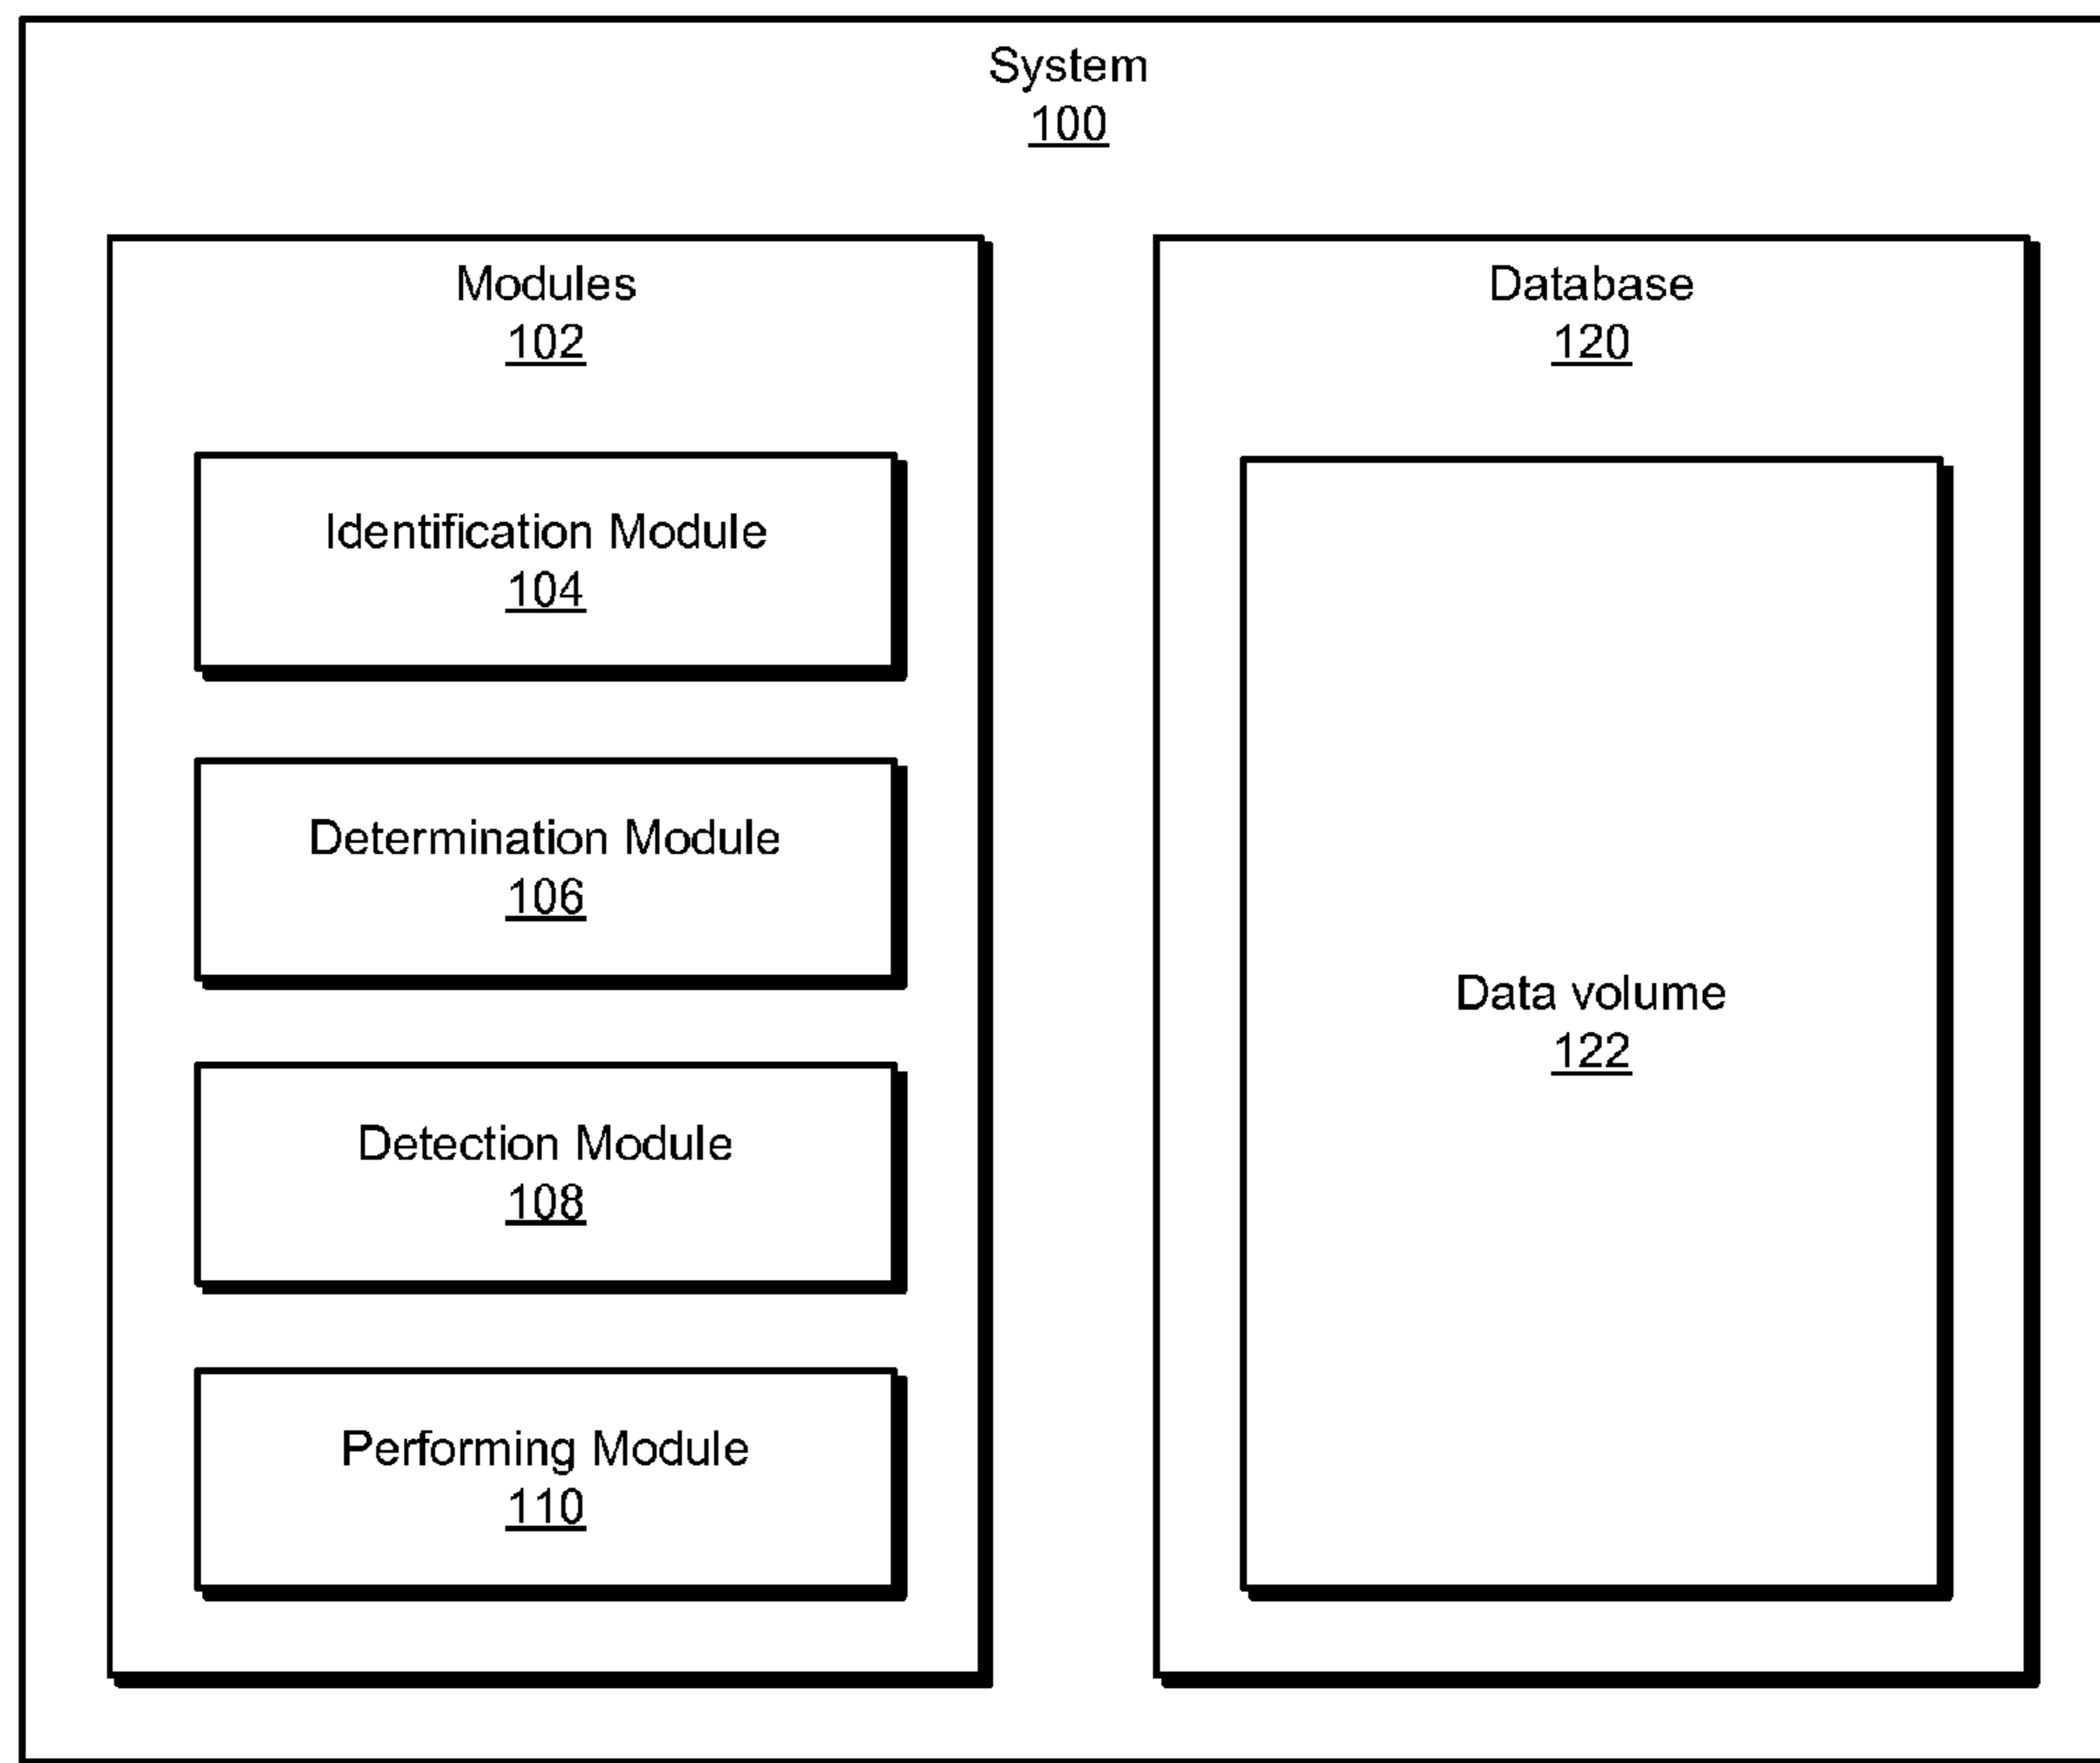 System
100
Modules
102
Identification Module
104
Determination Module
106
Detection Module
108
Performing Module
110
Database
120
Data volume
122